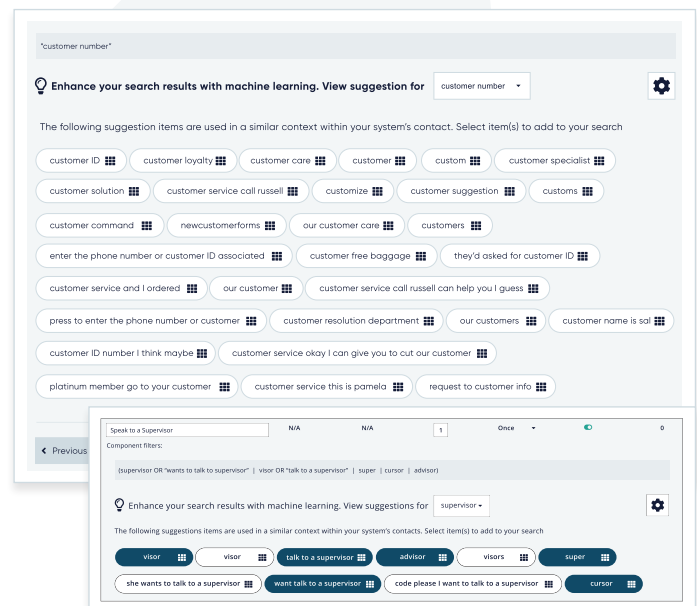 "customer number"
Enhance your search results with machine learning. View suggestion for customer number
The following suggestion items are used in a similar context within your system's contact. Select item(s) to add to your search
customer ID customer loyalty customer care customer custom customer specialist
customer solution customer service call russell customize customer suggestion customs
customer command newcustomerforms our customer care customers
enter the phone number or customer ID associated customer free baggage they'd asked for customer ID
customer service and I ordered our customer customer service call russell can help you I guess
press to enter the phone number or customer customer resolution department our customers customer name is sal
customer ID number I think maybe customer service okay I can give you to cut our customer
platinum member go to your customer customer service this is pamela request to customer info
Previous
Speak to a Supervisor N/A N/A 1 Once 0
Component filters:
(supervisor OR "wants to talk to supervisor" | visor OR "talk to a supervisor" | super | cursor | advisor)
Enhance your search results with machine learning. View suggestions for supervisor
The following suggestions items are used in a similar context within your system's contacts. Select item(s) to add to your search
visor visor talk to a supervisor advisor visors super
she wants to talk to a supervisor want talk to a supervisor code please I want to talk to a supervisor cursor